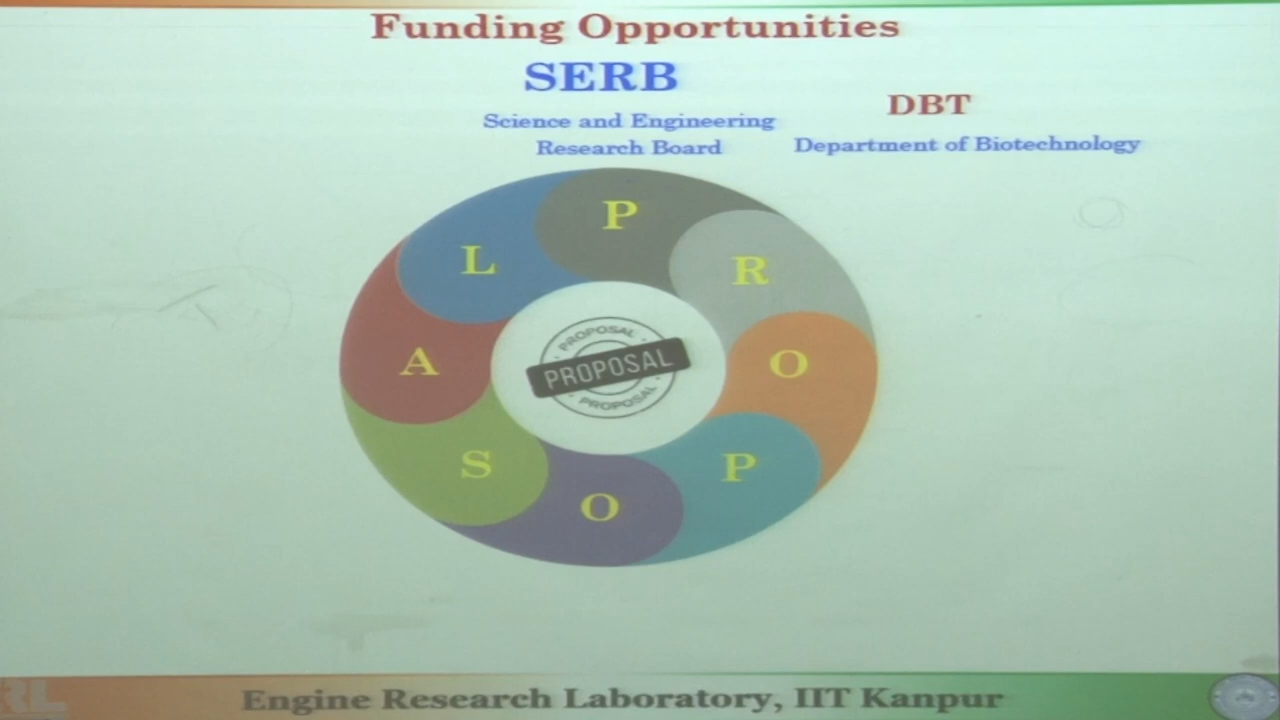 Funding Opportunities
SERB
Science and Engineering
Research Board
DBT
Department of Biotechnology
P
R
O
P
O
S
A
L
PROPOSAL
PROPOSAL
PROPOSAL
RL
Engine Research Laboratory, IIT Kanpur